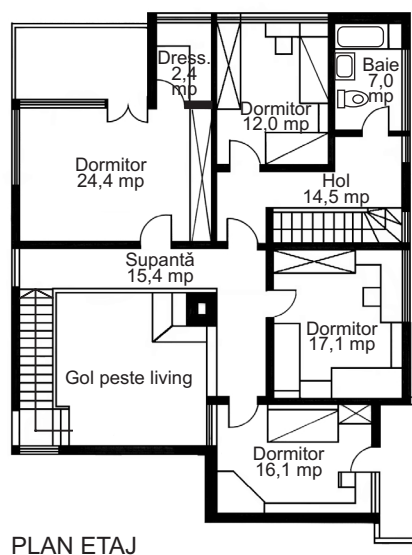 Dress.
2,4
mp
Baie
7,0
mp
Dormitor
12,0 mp
Dormitor
24,4 mp
Hol
14,5 mp
Supantă
15,4 mp
Dormitor
17,1 mp
Gol peste living
Dormitor
16,1 mp
PLAN ETAJ